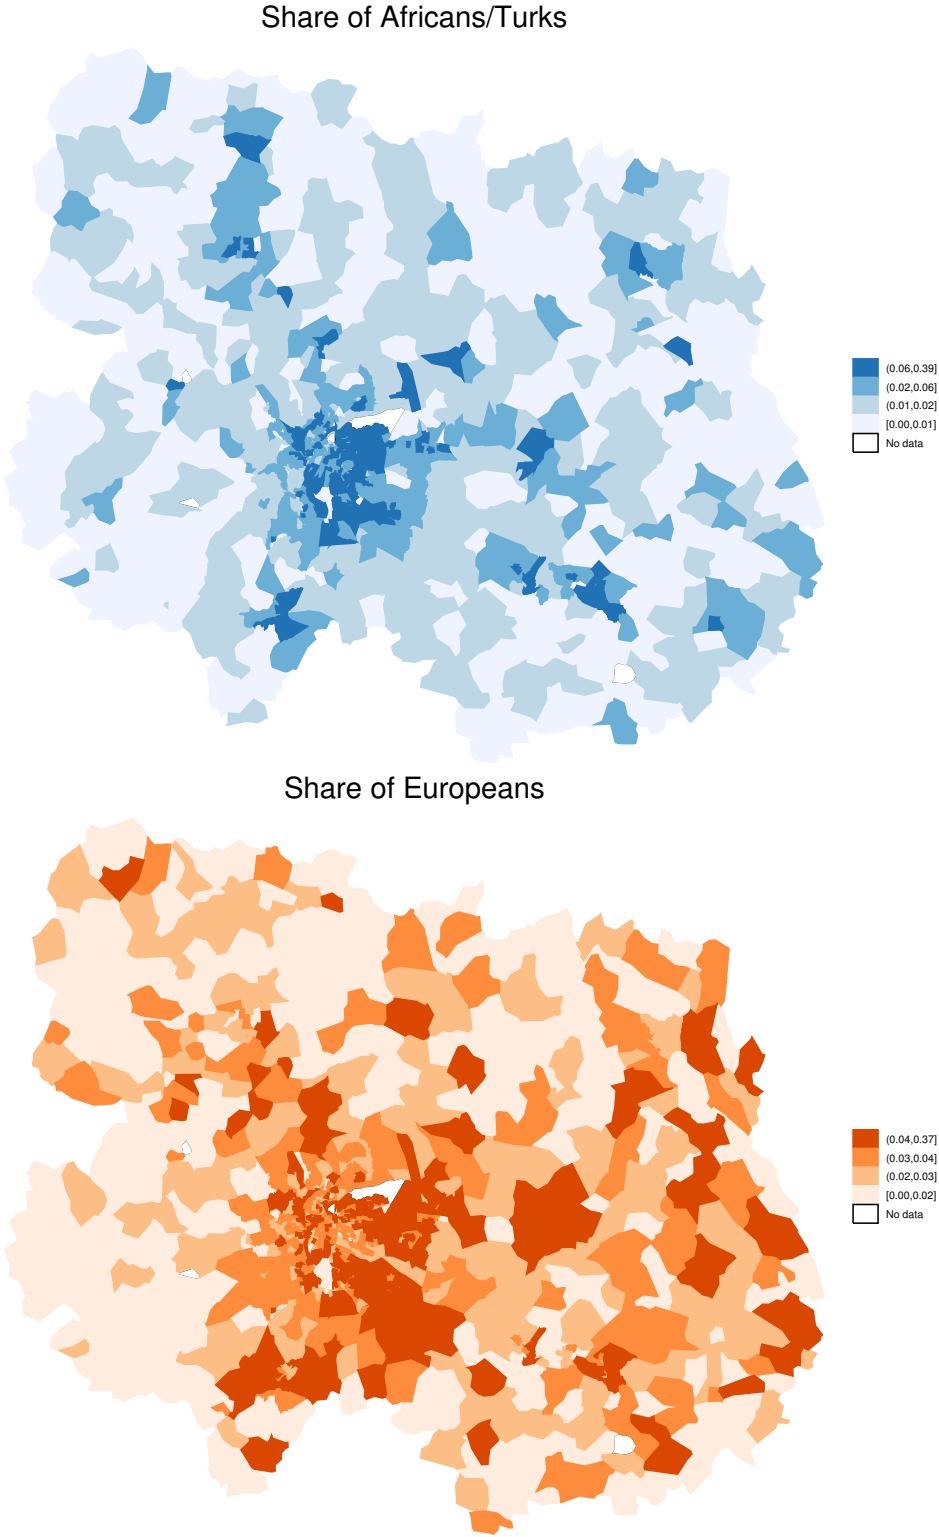 Share of Africans/Turks
(0.06,0.39]
(0.02,0.06]
(0.01,0.02]
[0.00,0.01]
No data
Share of Europeans
(0.04,0.37]
(0.03,0.04]
(0.02,0.03]
[0.00,0.02]
No data